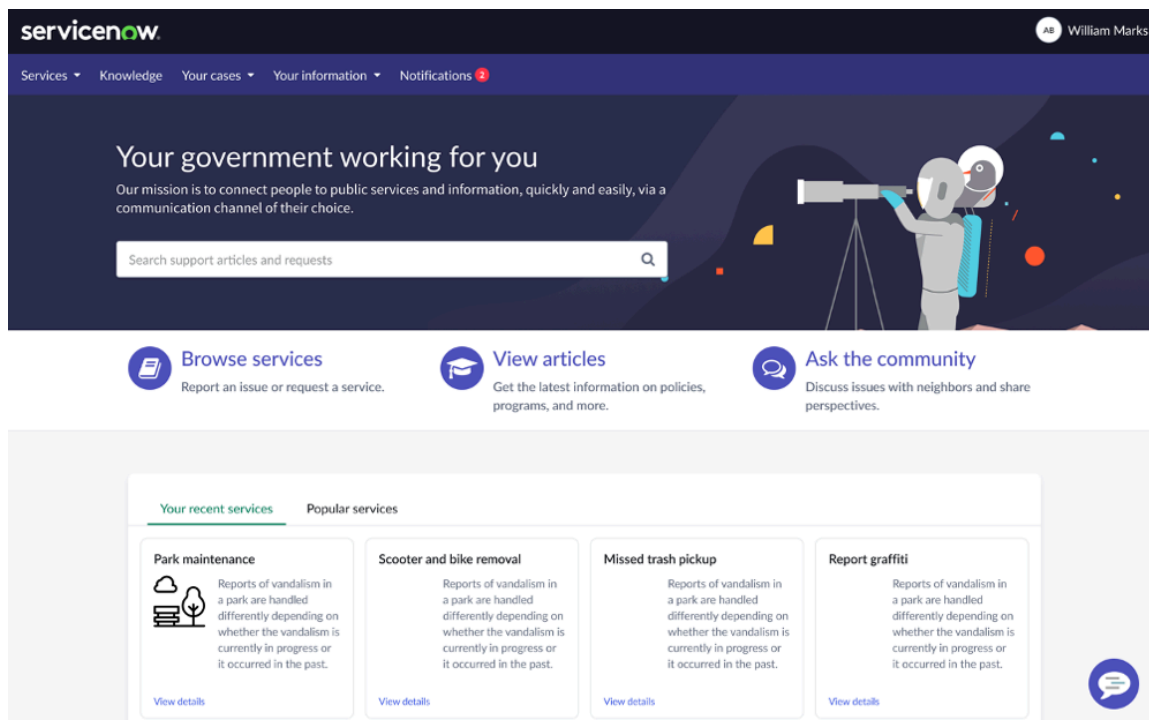 servicenow.
AB William Marks
Services Knowledge Your cases Your information Notifications 2
Your government working for you
Our mission is to connect people to public services and information, quickly and easily, via a
communication channel of their choice.
Search support articles and requests
Browse services
Report an issue or request a service.
View articles
Get the latest information on policies,
programs, and more.
Ask the community
Discuss issues with neighbors and share
perspectives.
Your recent services Popular services
Park maintenance
Reports of vandalism in
a park are handled
differently depending on
whether the vandalism is
currently in progress or
it occurred in the past.
View details
Scooter and bike removal
Reports of vandalism in
a park are handled
differently depending on
whether the vandalism is
currently in progress or
it occurred in the past.
View details
Missed trash pickup
Reports of vandalism in
a park are handled
differently depending on
whether the vandalism is
currently in progress or
it occurred in the past.
View details
Report graffiti
Reports of vandalism in
a park are handled
differently depending on
whether the vandalism is
currently in progress or
it occurred in the past.
View details